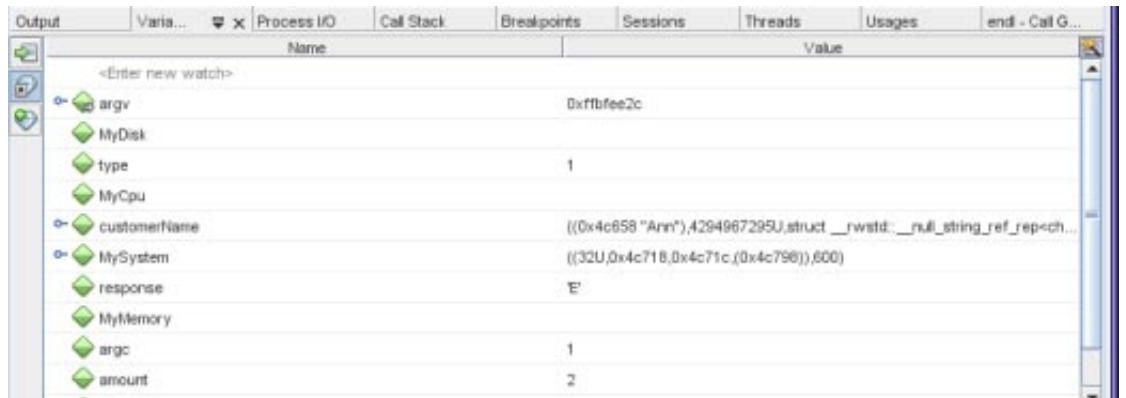 Output Varia... Process I/O Call Stack Breakpoints Sessions Threads Usages endl - Call G...
Name Value
<Enter new watch>
argv 0xffbfee2c
MyDisk
type 1
MyCpu
customerName ((0x4c658 "Ann"),4294967295U,struct __rwstd::__null_string_ref_rep<ch...
MySystem ((32U,0x4c718,0x4c71c,(0x4c798)),600)
response 'E'
MyMemory
argc 1
amount 2